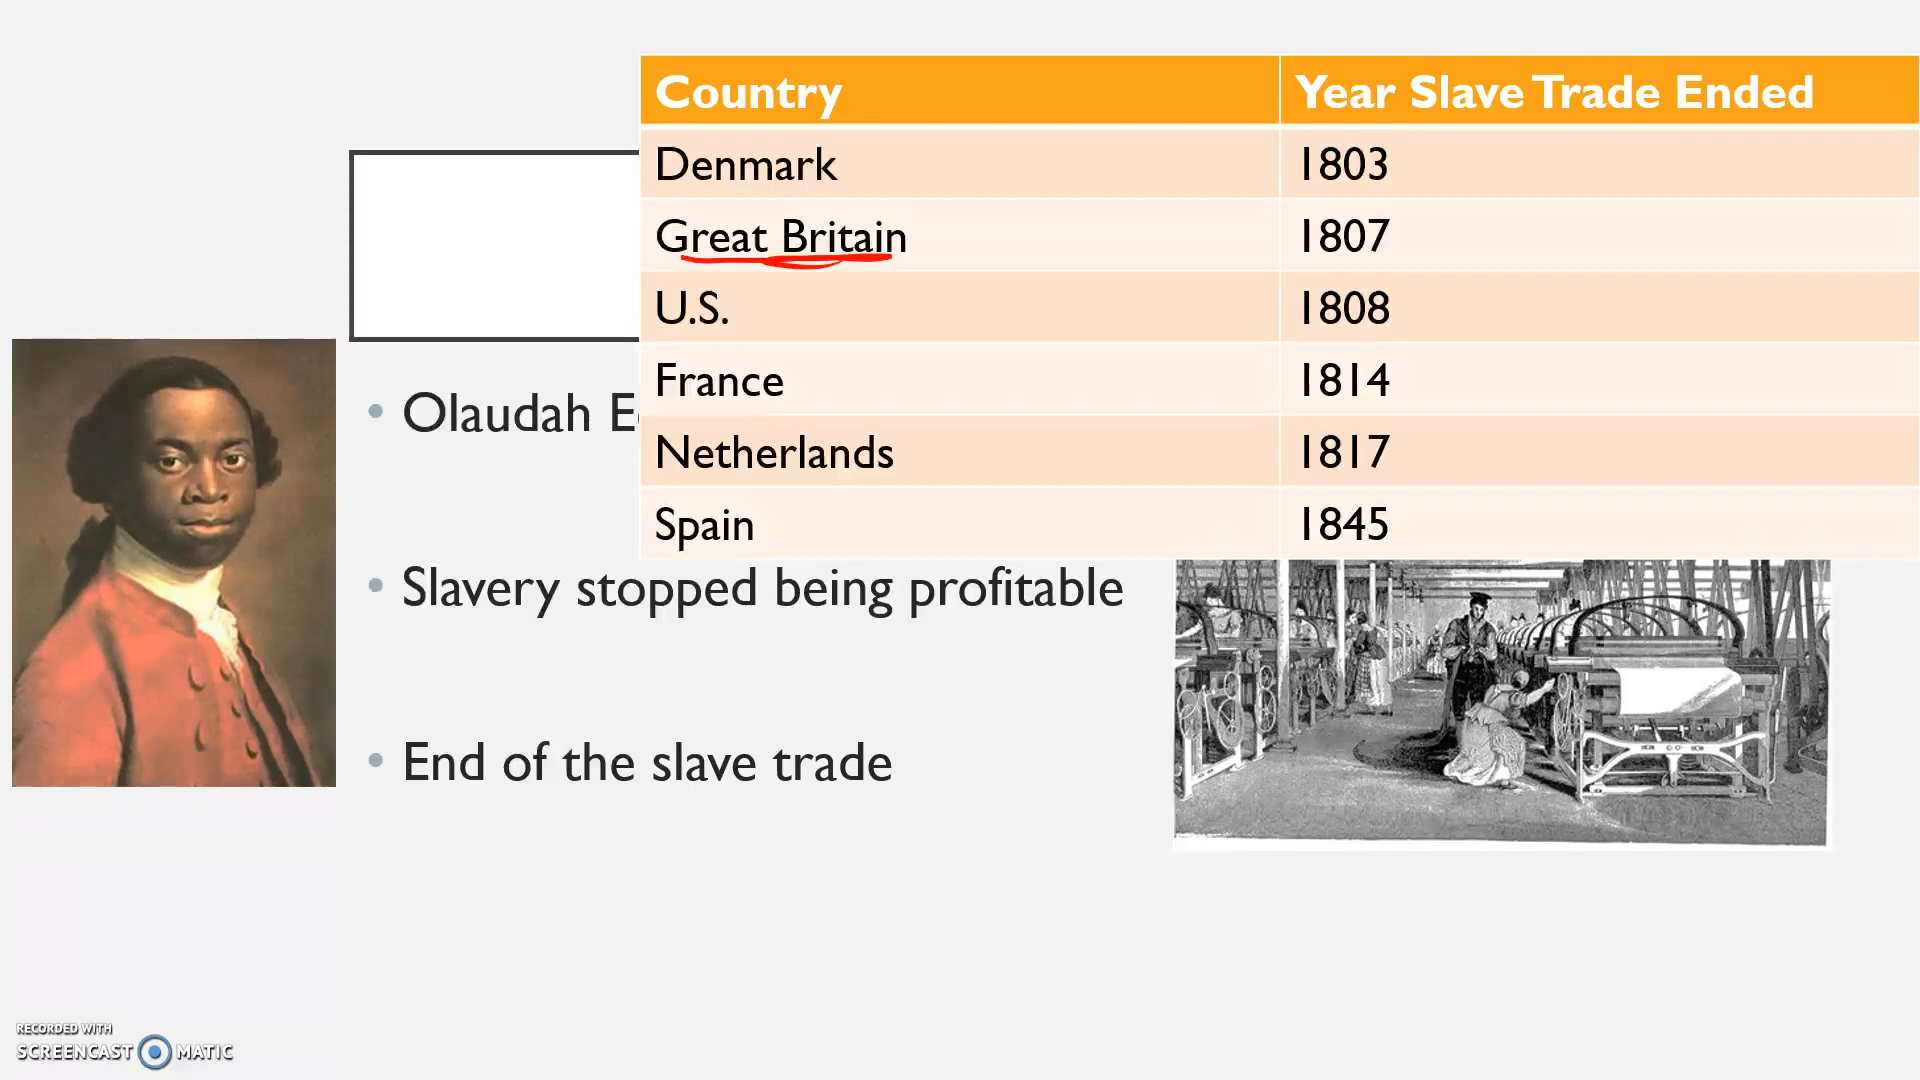 Country Year Slave Trade Ended
Denmark 1803
Great Britain 1807
U.S. 1808
France 1814
Netherlands 1817
Spain 1845
Olaudah
Slavery stopped being profitable
End of the slave trade
RECORDED WITH
SCREENCAST MATIC